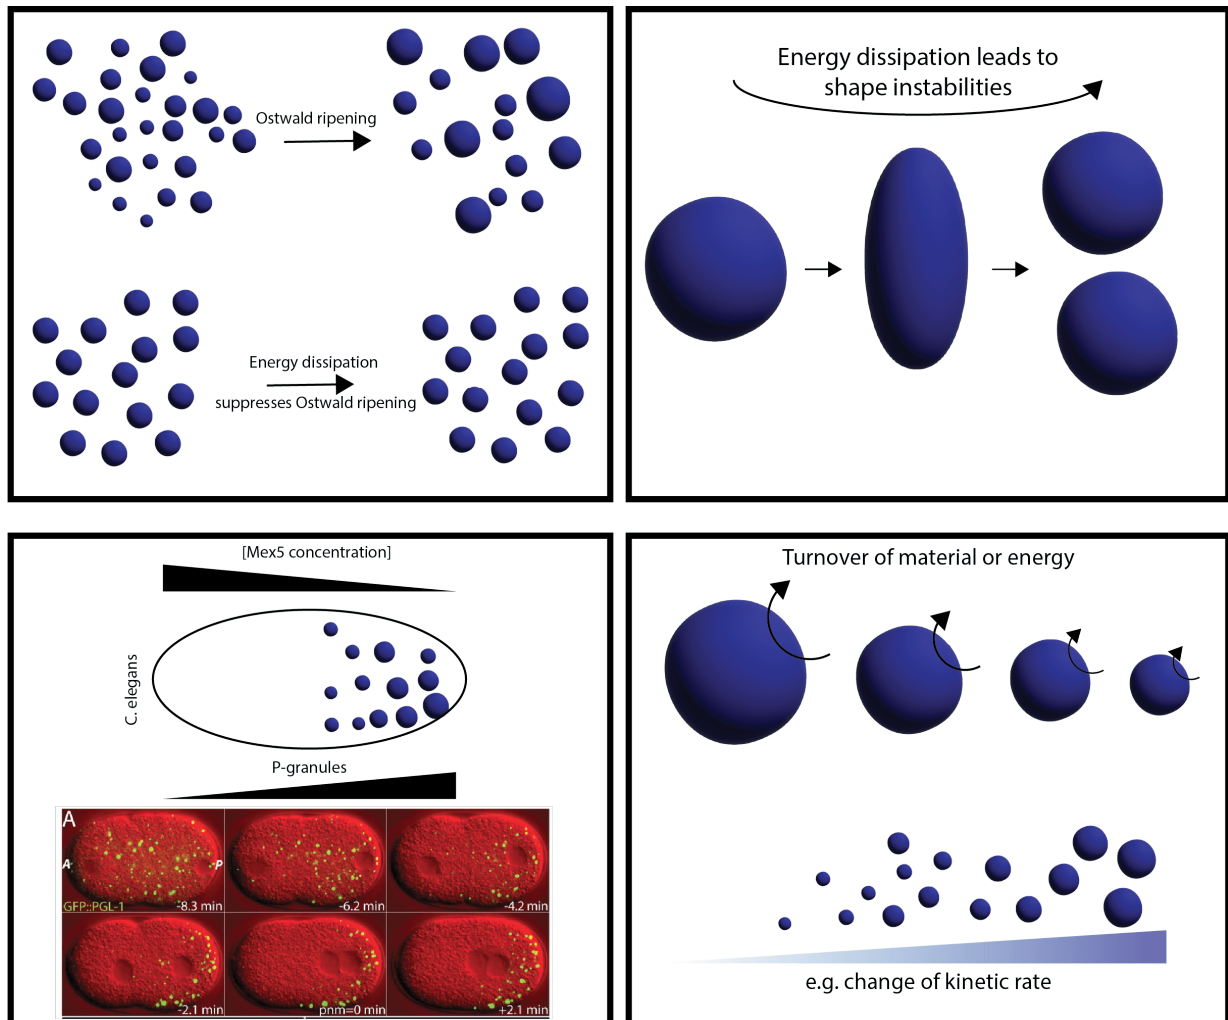 Ostwald ripening
Energy dissipation
suppresses Ostwald ripening
Energy dissipation leads to
shape instabilities
[Mex5 concentration]
C. elegans
P-granules
A
A
P
GFP::PGL-1
-8.3 min
-6.2 min
-4.2 min
-2.1 min
pnm=0 min
+2.1 min
Turnover of material or energy
e.g. change of kinetic rate